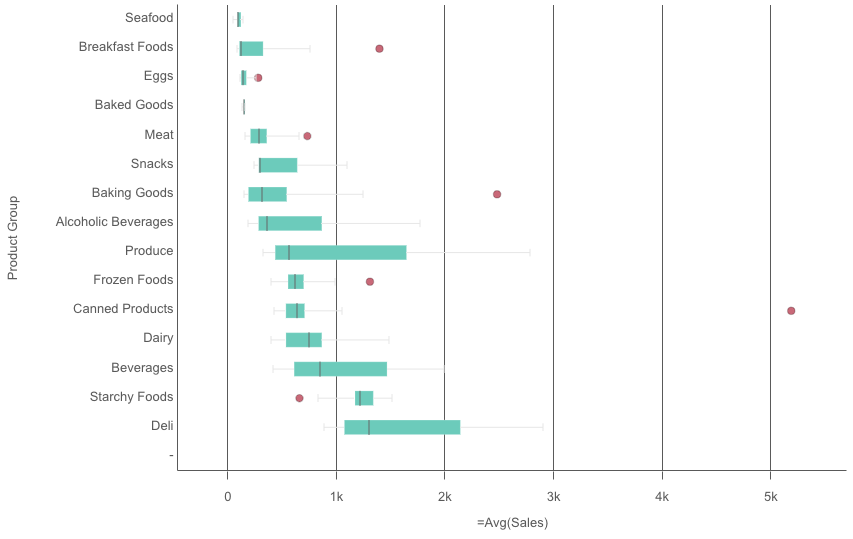 Product Group
Seafood
Breakfast Foods
Eggs
Baked Goods
Meat
Snacks
Baking Goods
Alcoholic Beverages
Produce
Frozen Foods
Canned Products
Dairy
Beverages
Starchy Foods
Deli
-
0 1k 2k 3k 4k 5k
=Avg(Sales)